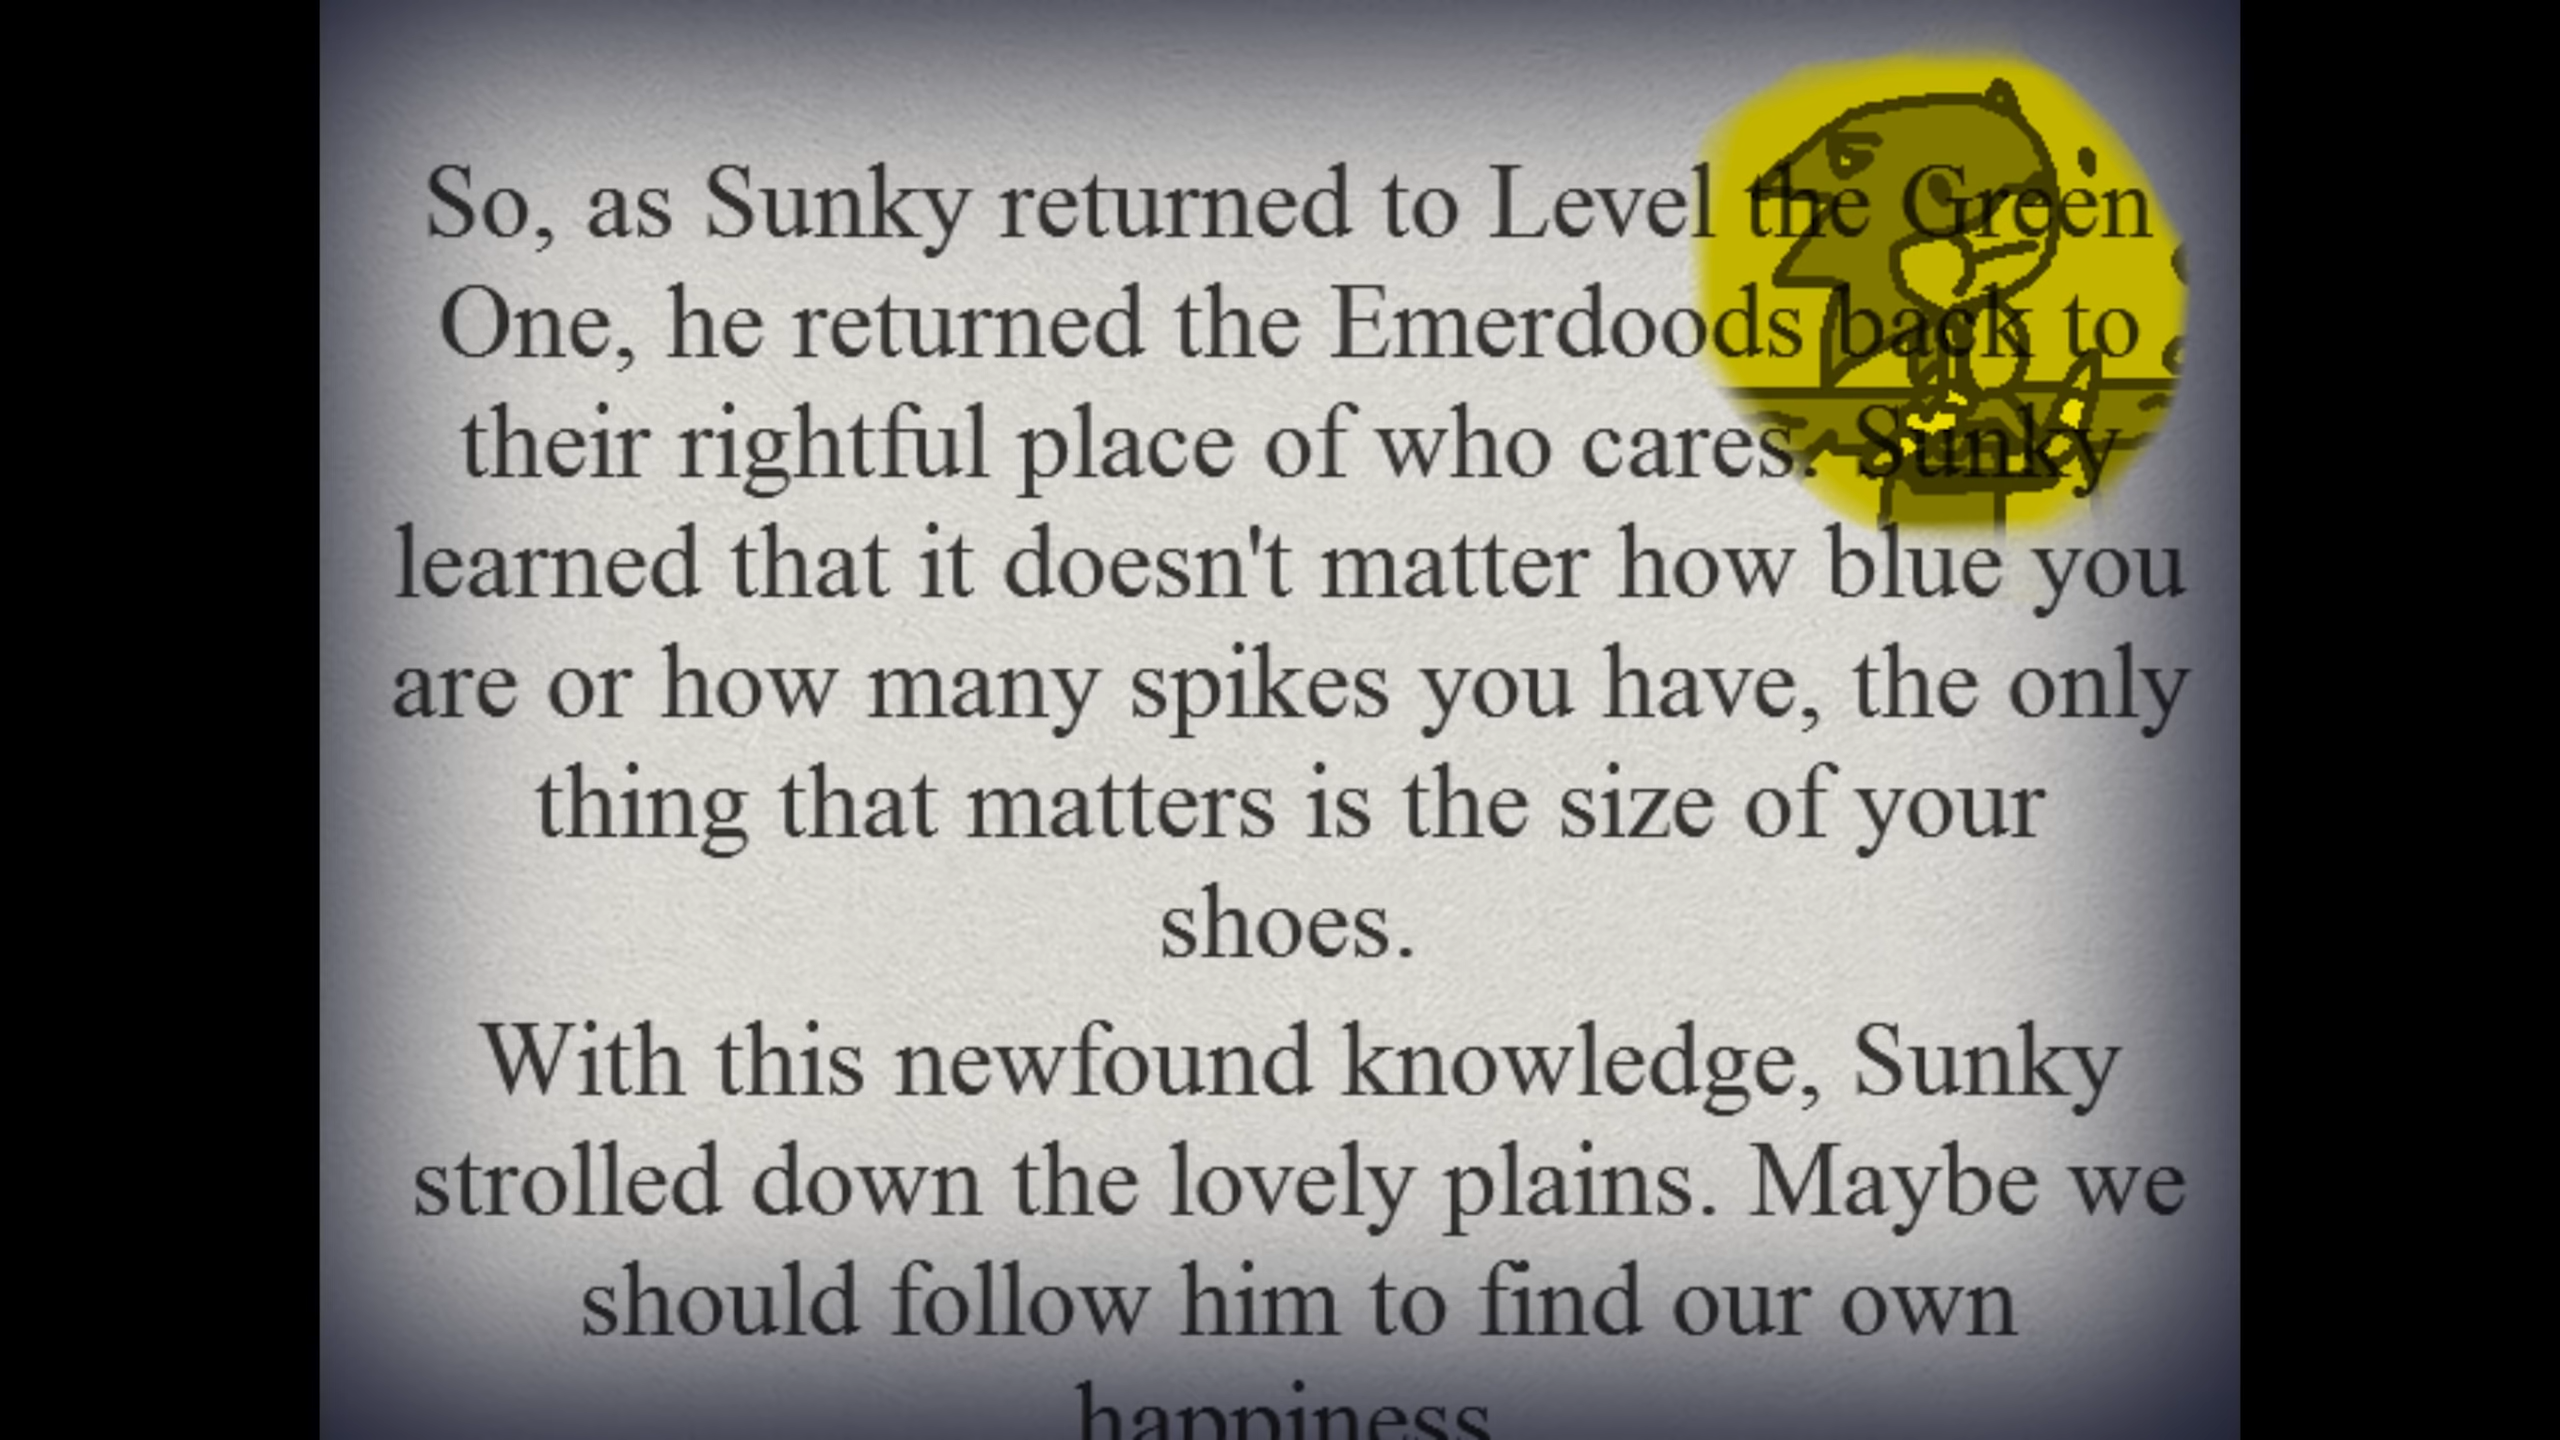 So, as Sunky returned to Level the Green
One, he returned the Emerdoods back to
their rightful place of who cares. Sunky
learned that it doesn't matter how blue you
are or how many spikes you have, the only
thing that matters is the size of your
shoes.
With this newfound knowledge, Sunky
strolled down the lovely plains. Maybe we
should follow him to find our own
happiness